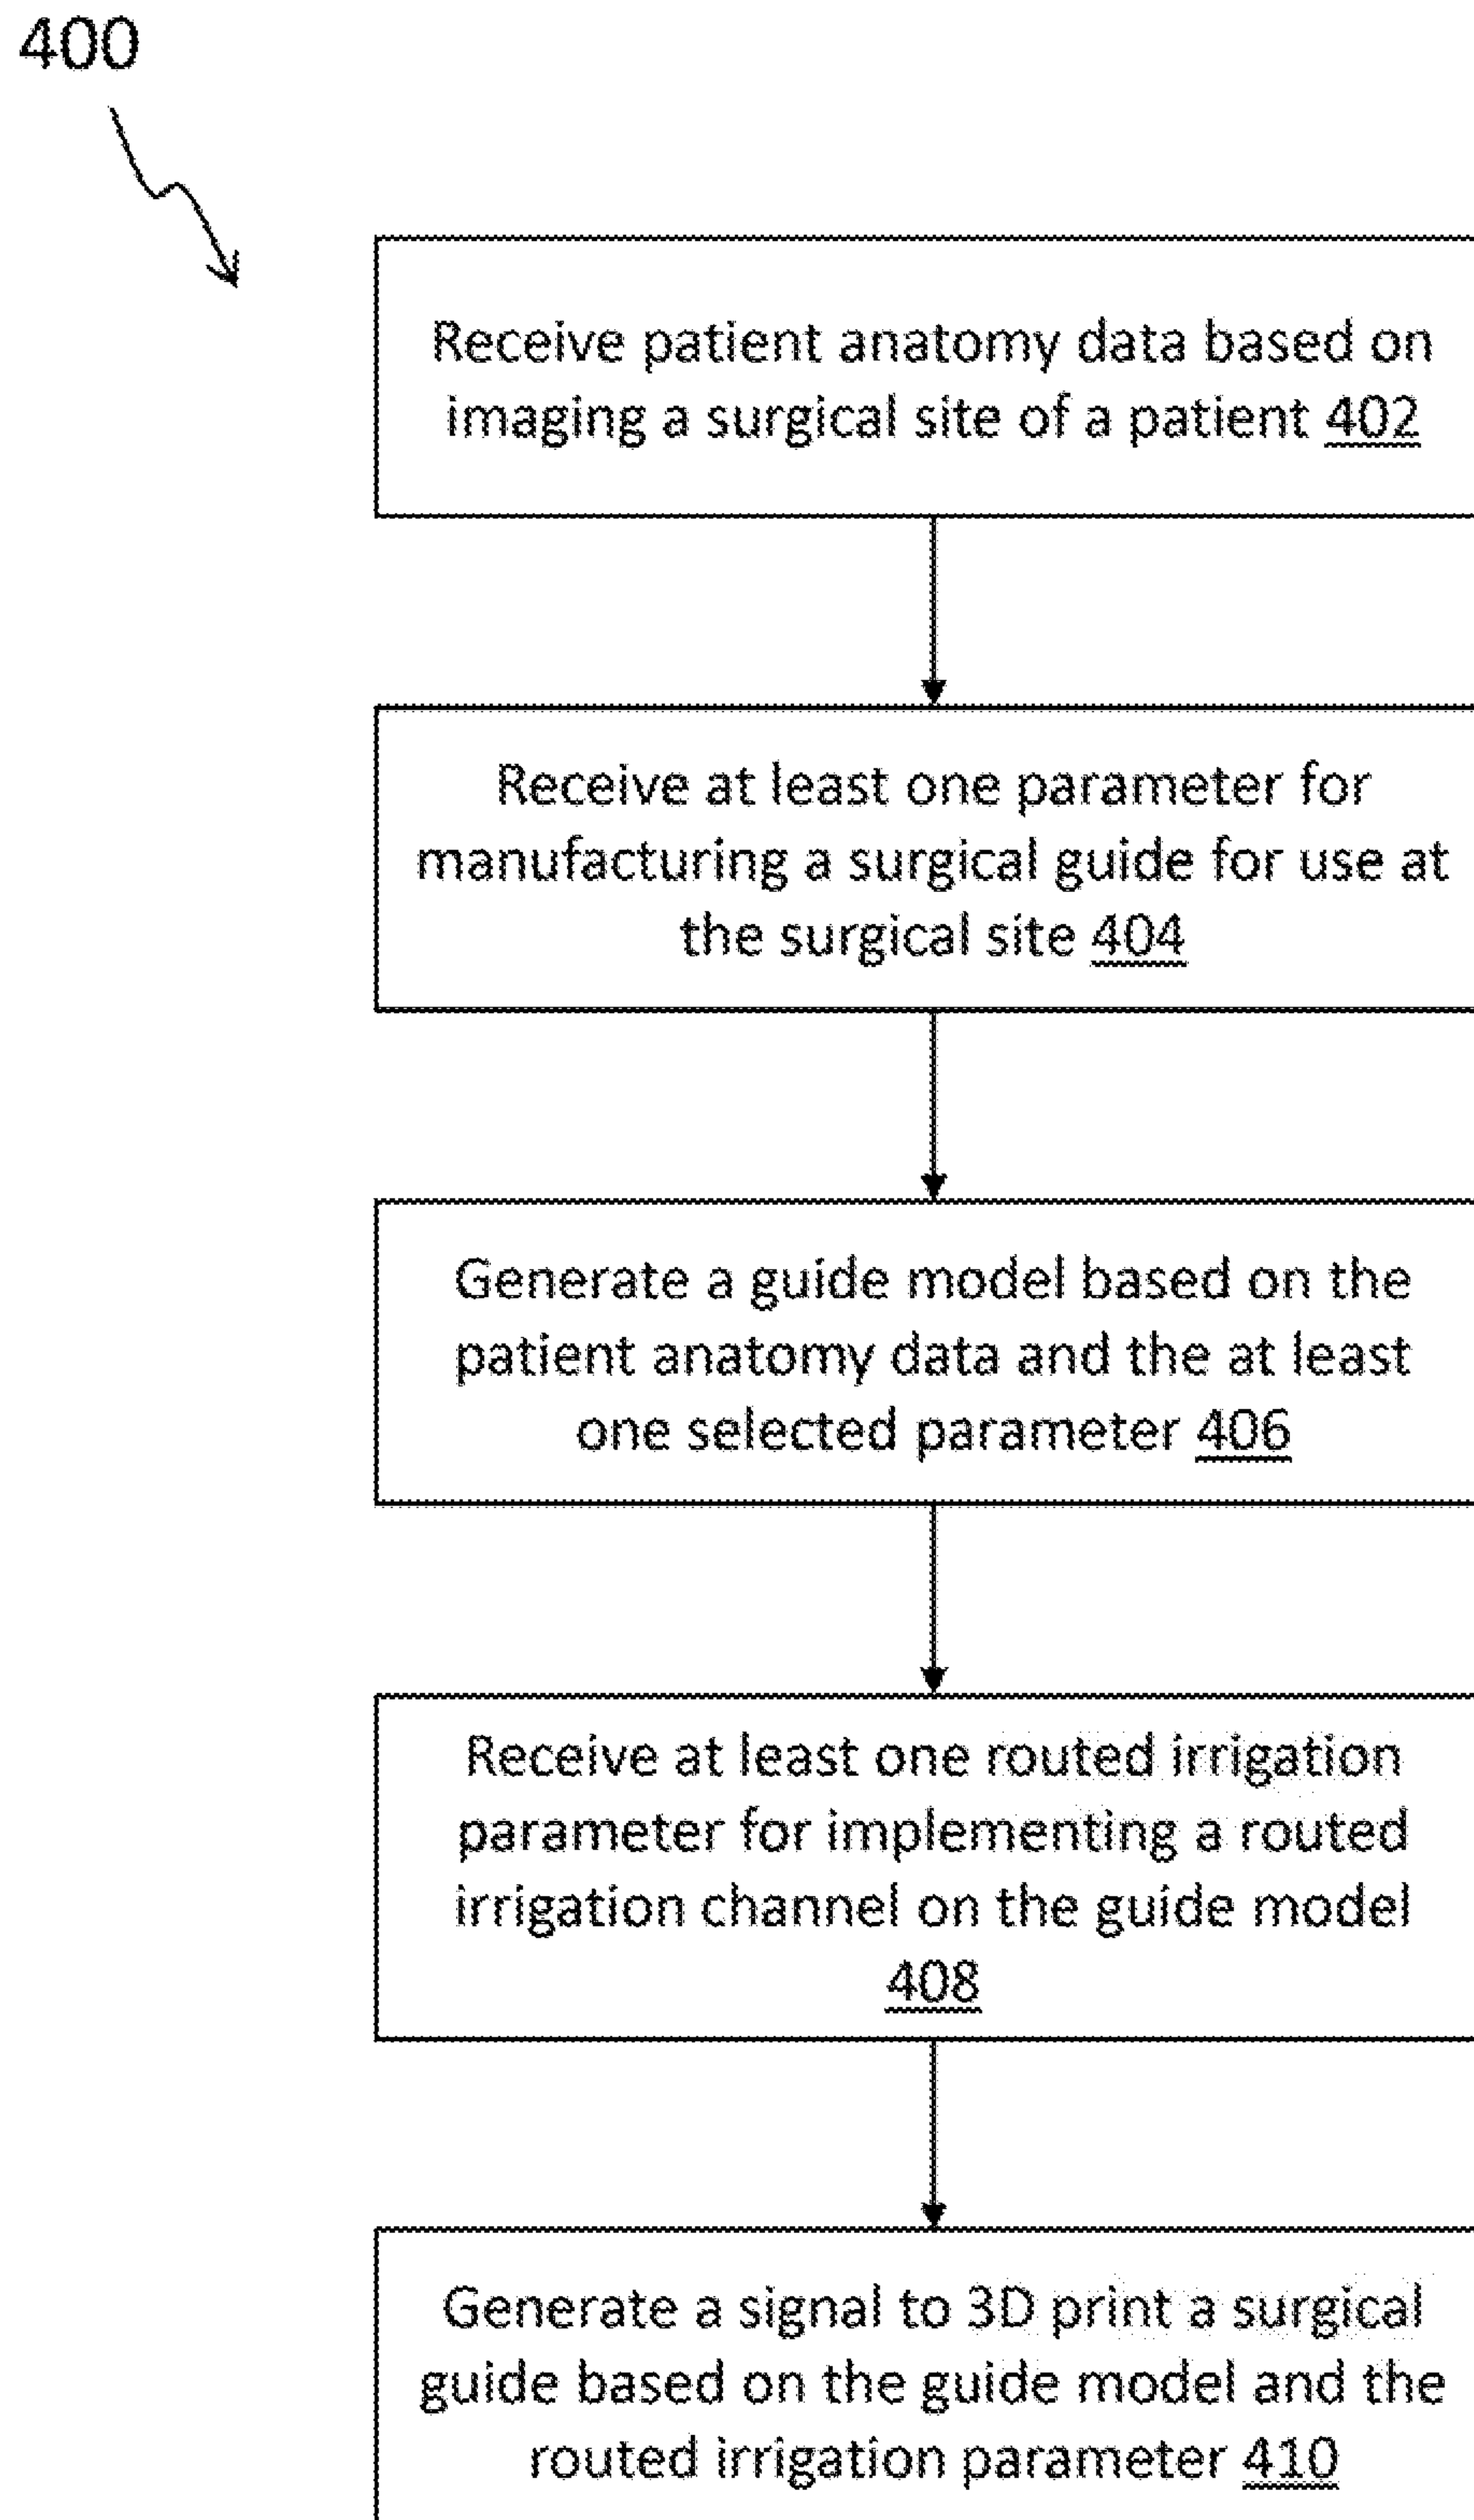 400
Receive patient anatomy data based on
imaging a surgical site of a patient 402
Receive at least one parameter for
manufacturing a surgical guide for use at
the surgical site 404
Generate a guide model based on the
patient anatomy data and the at least
one selected parameter 406
Receive at least one routed irrigation
parameter for implementing a routed
irrigation channel on the guide model
408
Generate a signal to 3D print a surgical
guide based on the guide model and the
routed irrigation parameter 410